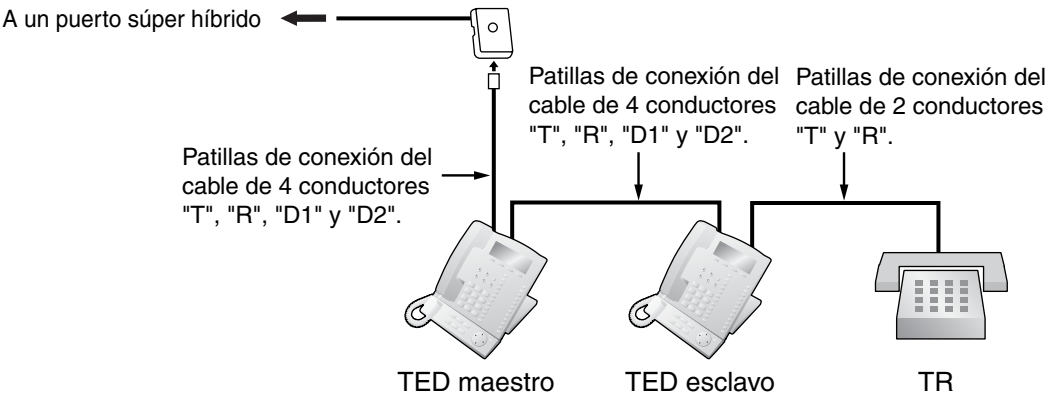 A un puerto súper híbrido
Patillas de conexión del
cable de 4 conductores
"T", "R", "D1" y "D2".
Patillas de conexión del
cable de 2 conductores
"T" y "R".
Patillas de conexión del
cable de 4 conductores
"T", "R", "D1" y "D2".
TED maestro
TED esclavo
TR